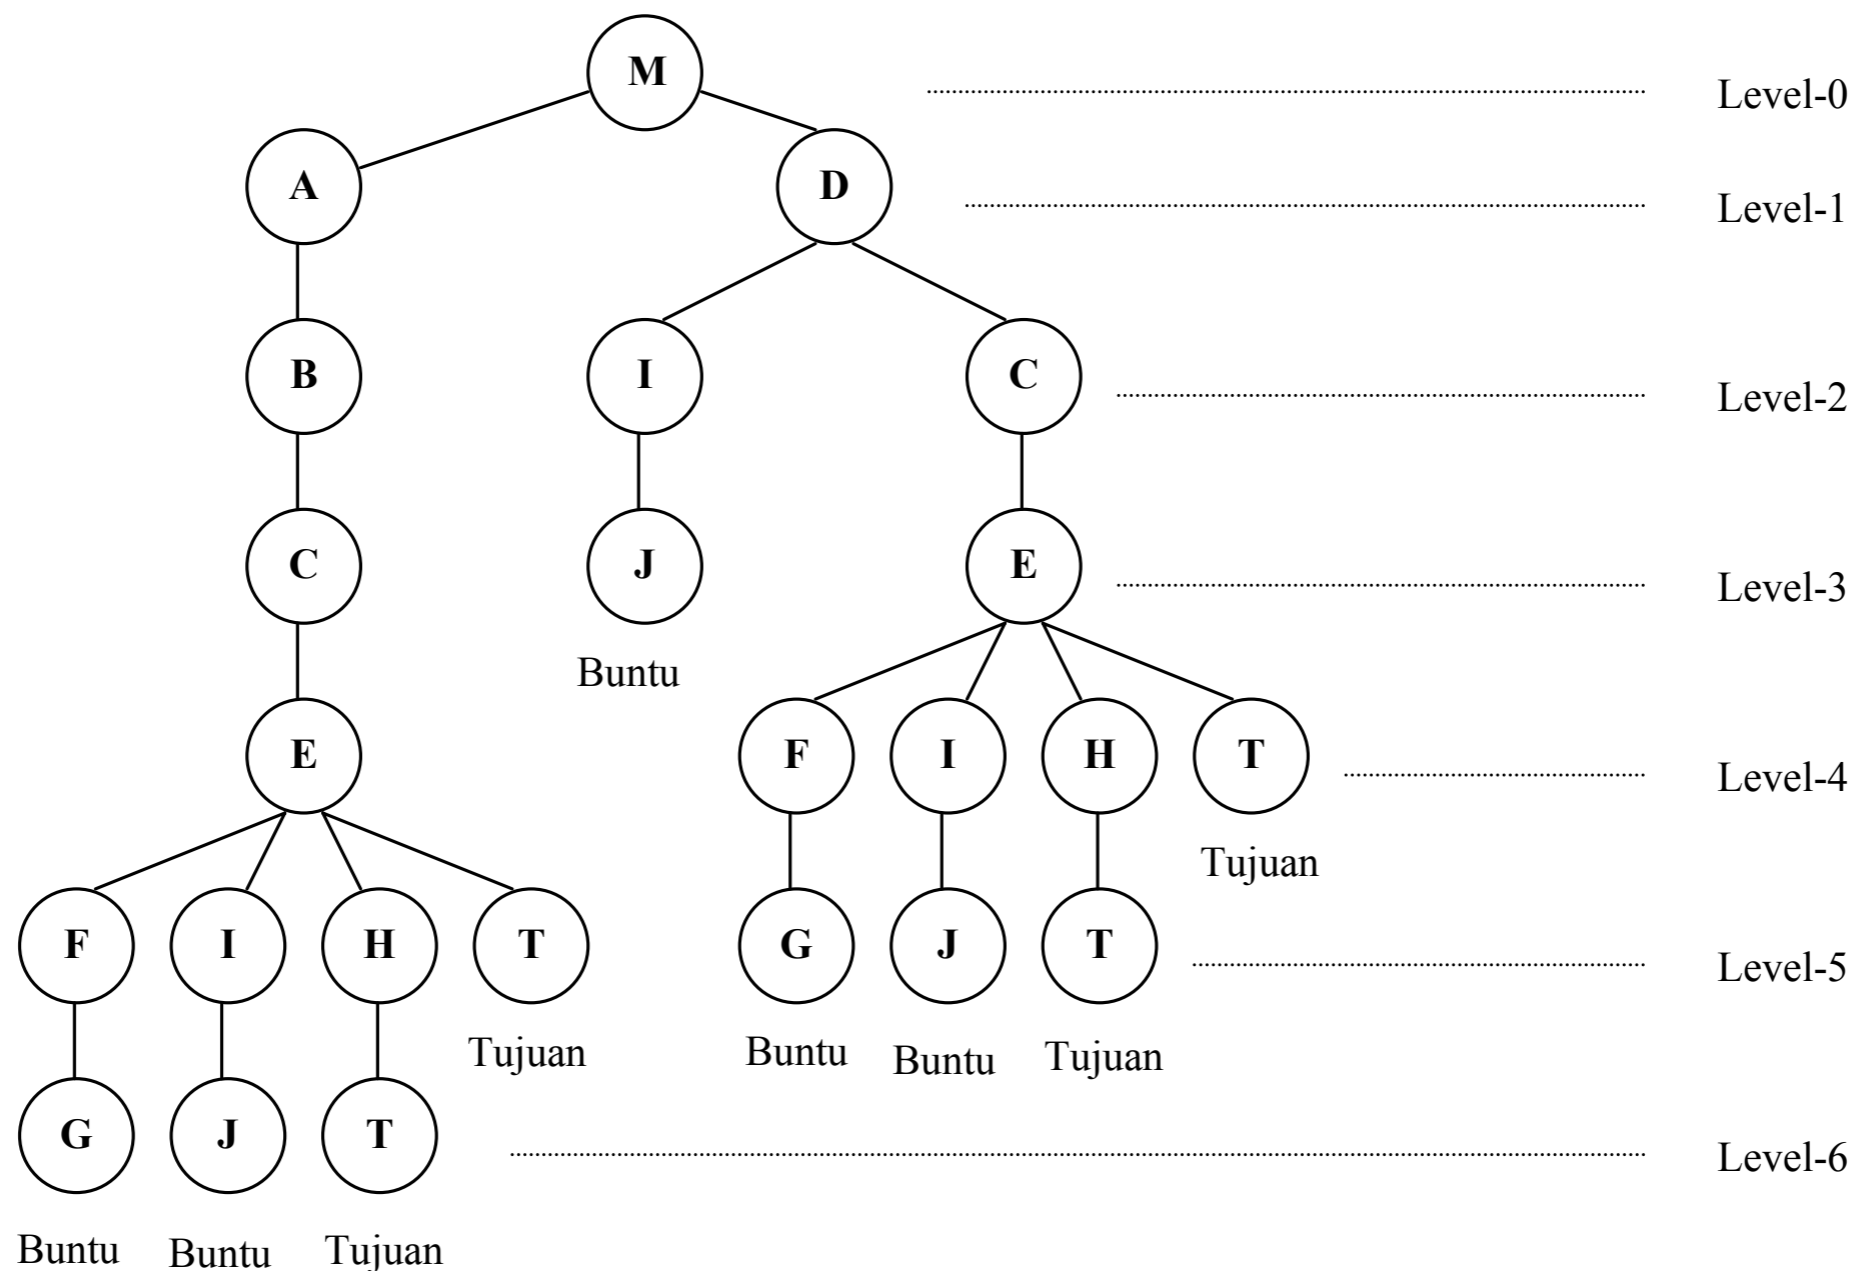 M
Level-0
A D
Level-1
B I C
Level-2
C J E
Level-3
Buntu
E F I H T
Level-4
Tujuan
F I H T G J T
Level-5
Tujuan Buntu Buntu Tujuan
G J T
Level-6
Buntu Buntu Tujuan